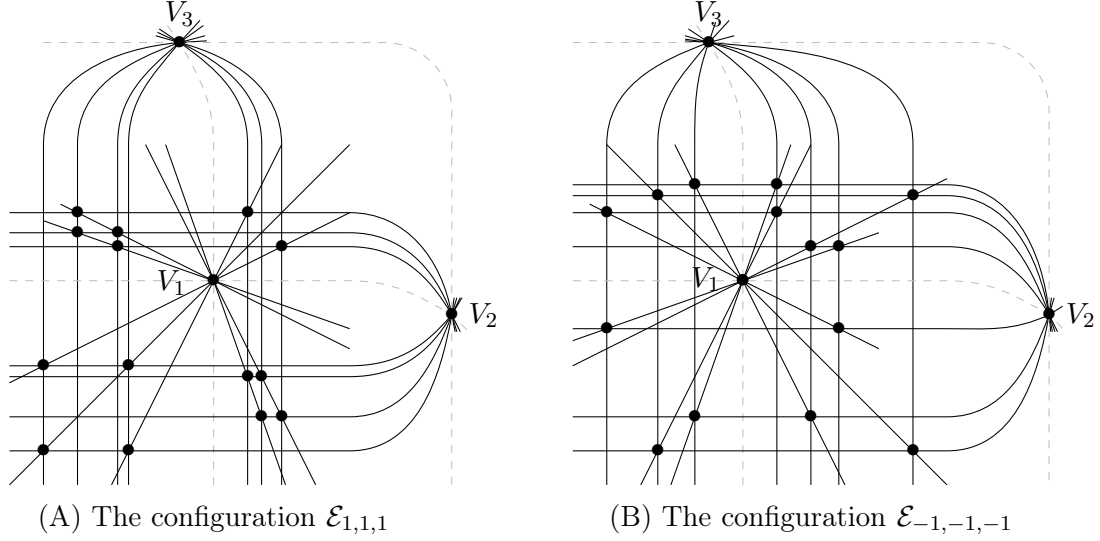 V₃ V₃
V₁ V₁
V₂ V₂
(A) The configuration ℰ₁,₁,₁ (B) The configuration ℰ₋₁,₋₁,₋₁